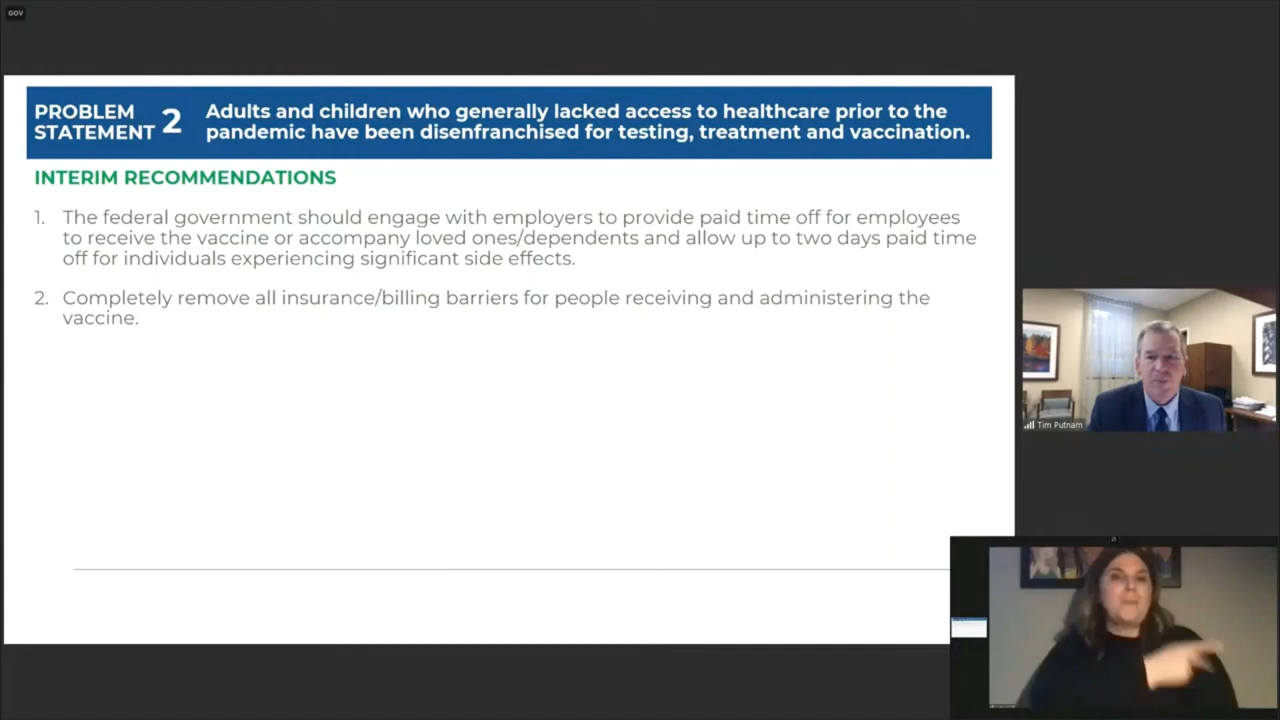 GOV
PROBLEM
STATEMENT 2
Adults and children who generally lacked access to healthcare prior to the
pandemic have been disenfranchised for testing, treatment and vaccination.
INTERIM RECOMMENDATIONS
1. The federal government should engage with employers to provide paid time off for employees
to receive the vaccine or accompany loved ones/dependents and allow up to two days paid time
off for individuals experiencing significant side effects.
2. Completely remove all insurance/billing barriers for people receiving and administering the
vaccine.
Tim Putnam